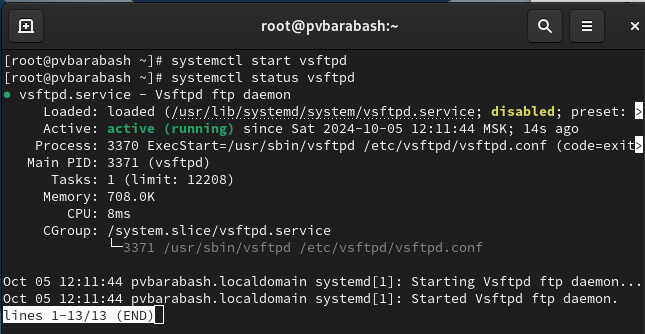 root@pvbarabash:~
[root@pvbarabash ~]# systemctl start vsftpd
[root@pvbarabash ~]# systemctl status vsftpd
● vsftpd.service - Vsftpd ftp daemon
     Loaded: loaded (/usr/lib/systemd/system/vsftpd.service; disabled; preset: >
     Active: active (running) since Sat 2024-10-05 12:11:44 MSK; 14s ago
    Process: 3370 ExecStart=/usr/sbin/vsftpd /etc/vsftpd/vsftpd.conf (code=exit>
   Main PID: 3371 (vsftpd)
      Tasks: 1 (limit: 12208)
     Memory: 708.0K
        CPU: 8ms
     CGroup: /system.slice/vsftpd.service
             └─3371 /usr/sbin/vsftpd /etc/vsftpd/vsftpd.conf
Oct 05 12:11:44 pvbarabash.localdomain systemd[1]: Starting Vsftpd ftp daemon...
Oct 05 12:11:44 pvbarabash.localdomain systemd[1]: Started Vsftpd ftp daemon.
lines 1-13/13 (END)